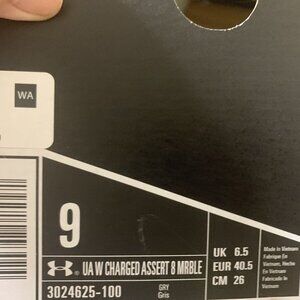 WA
9
UA W CHARGED ASSERT 8 MRBLE
3024625-100
GRY
Gris
UK 6.5
EUR 40.5
CM 26
Made in Vietnam
Fabriqué En
Vietnam, Hecho
En Vietnam
Fabricado In
Vietnam